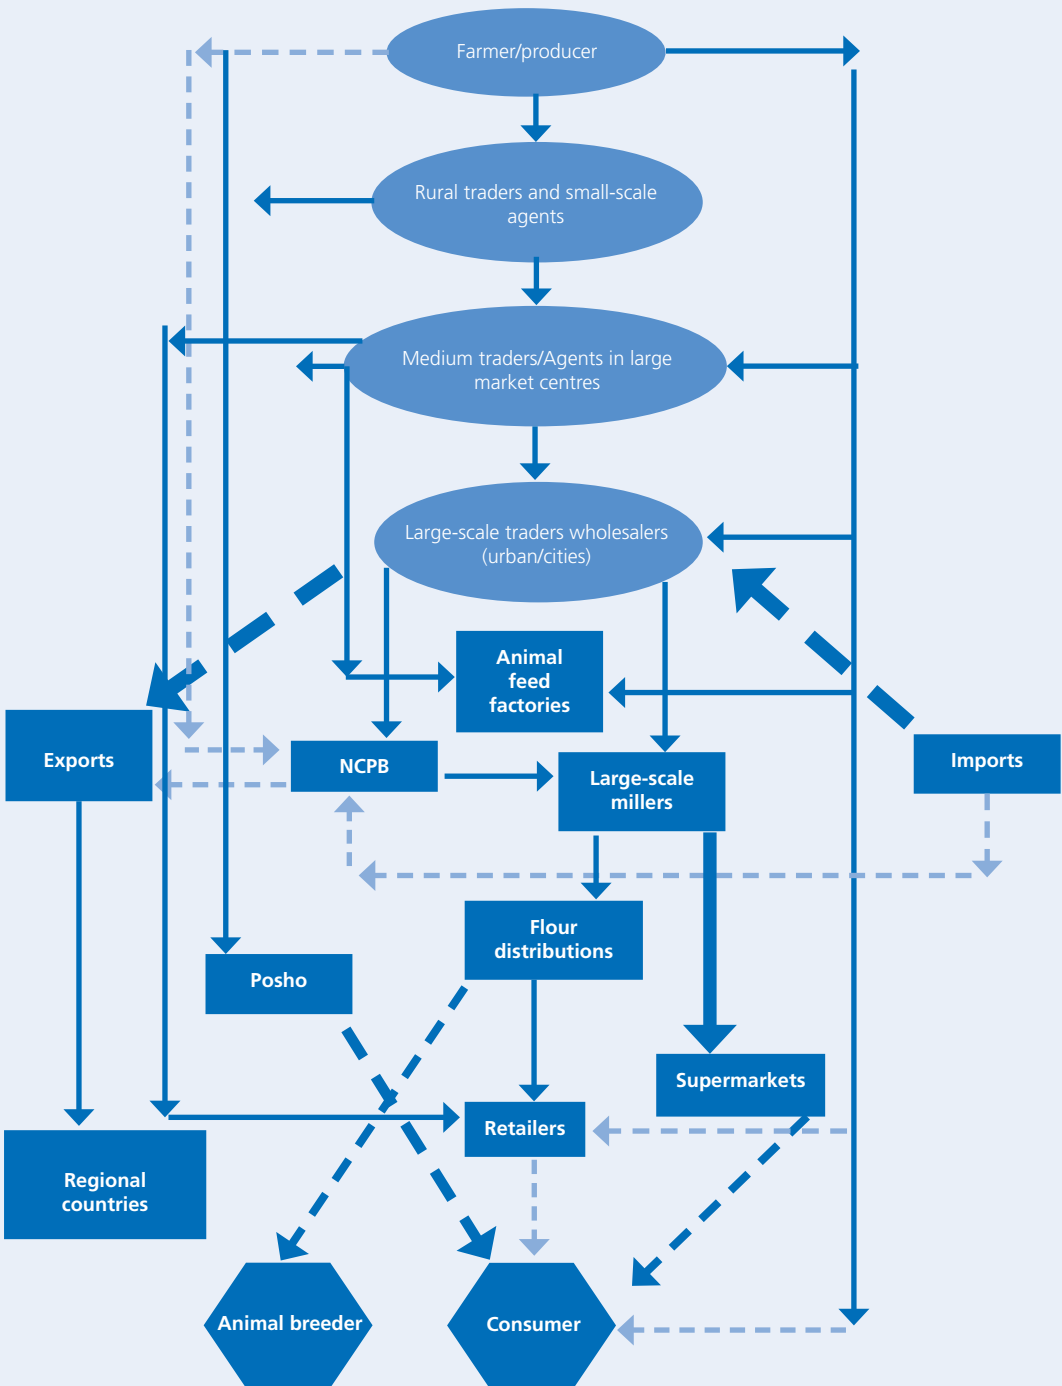 Farmer/producer
Rural traders and small-scale
agents
Medium traders/Agents in large
market centres
Large-scale traders wholesalers
(urban/cities)
Animal
feed
factories
Exports
NCPB
Large-scale
millers
Imports
Flour
distributions
Posho
Supermarkets
Retailers
Regional
countries
Animal breeder
Consumer